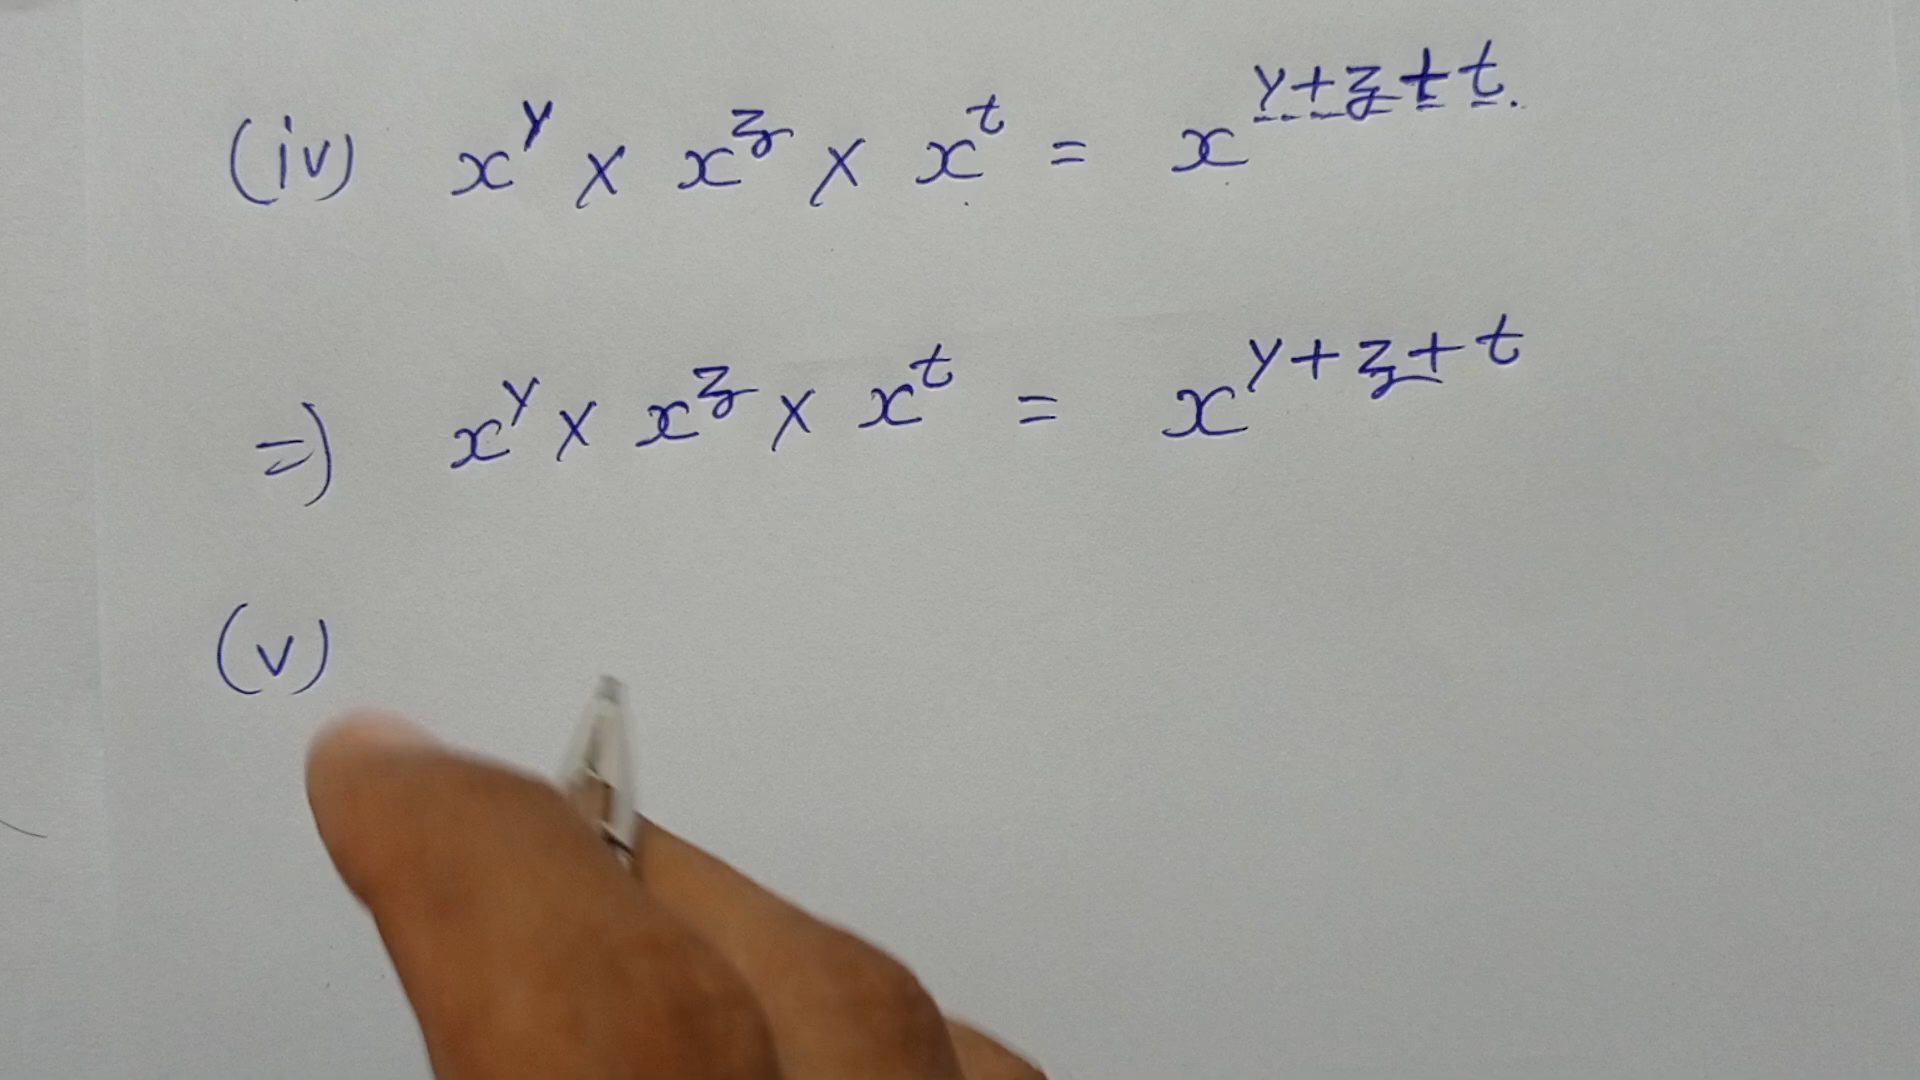 (iv) x^y × x^z × x^t = x^{y+z+t}.
=) x^y × x^z × x^t = x^{y+z+t}
(v)